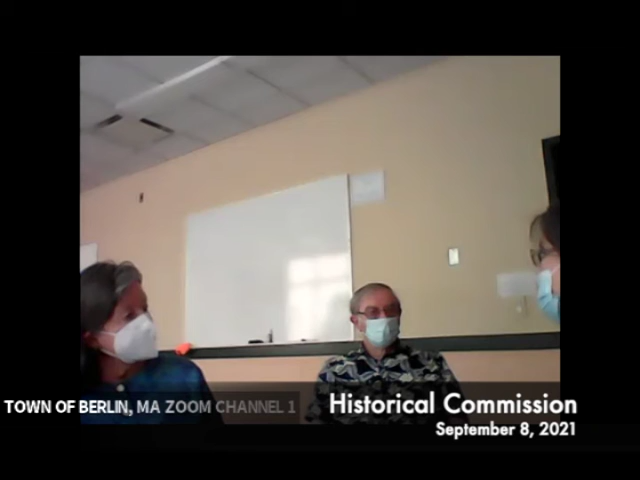 TOWN OF BERLIN, MA ZOOM CHANNEL 1
Historical Commission
September 8, 2021